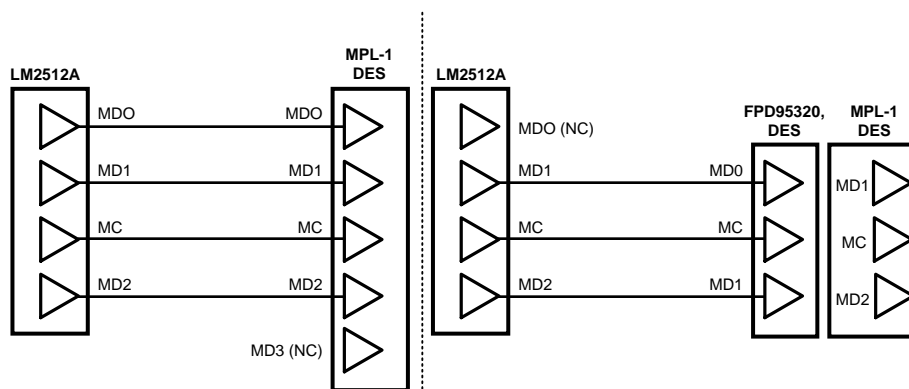 MPL-1
DES
LM2512A
MDO MDO
MD1 MD1
MC MC
MD2 MD2
MD3 (NC)
LM2512A
FPD95320,
DES
MPL-1
DES
MDO (NC)
MD1 MD0
MC MC
MD2 MD1
MD1
MC
MD2